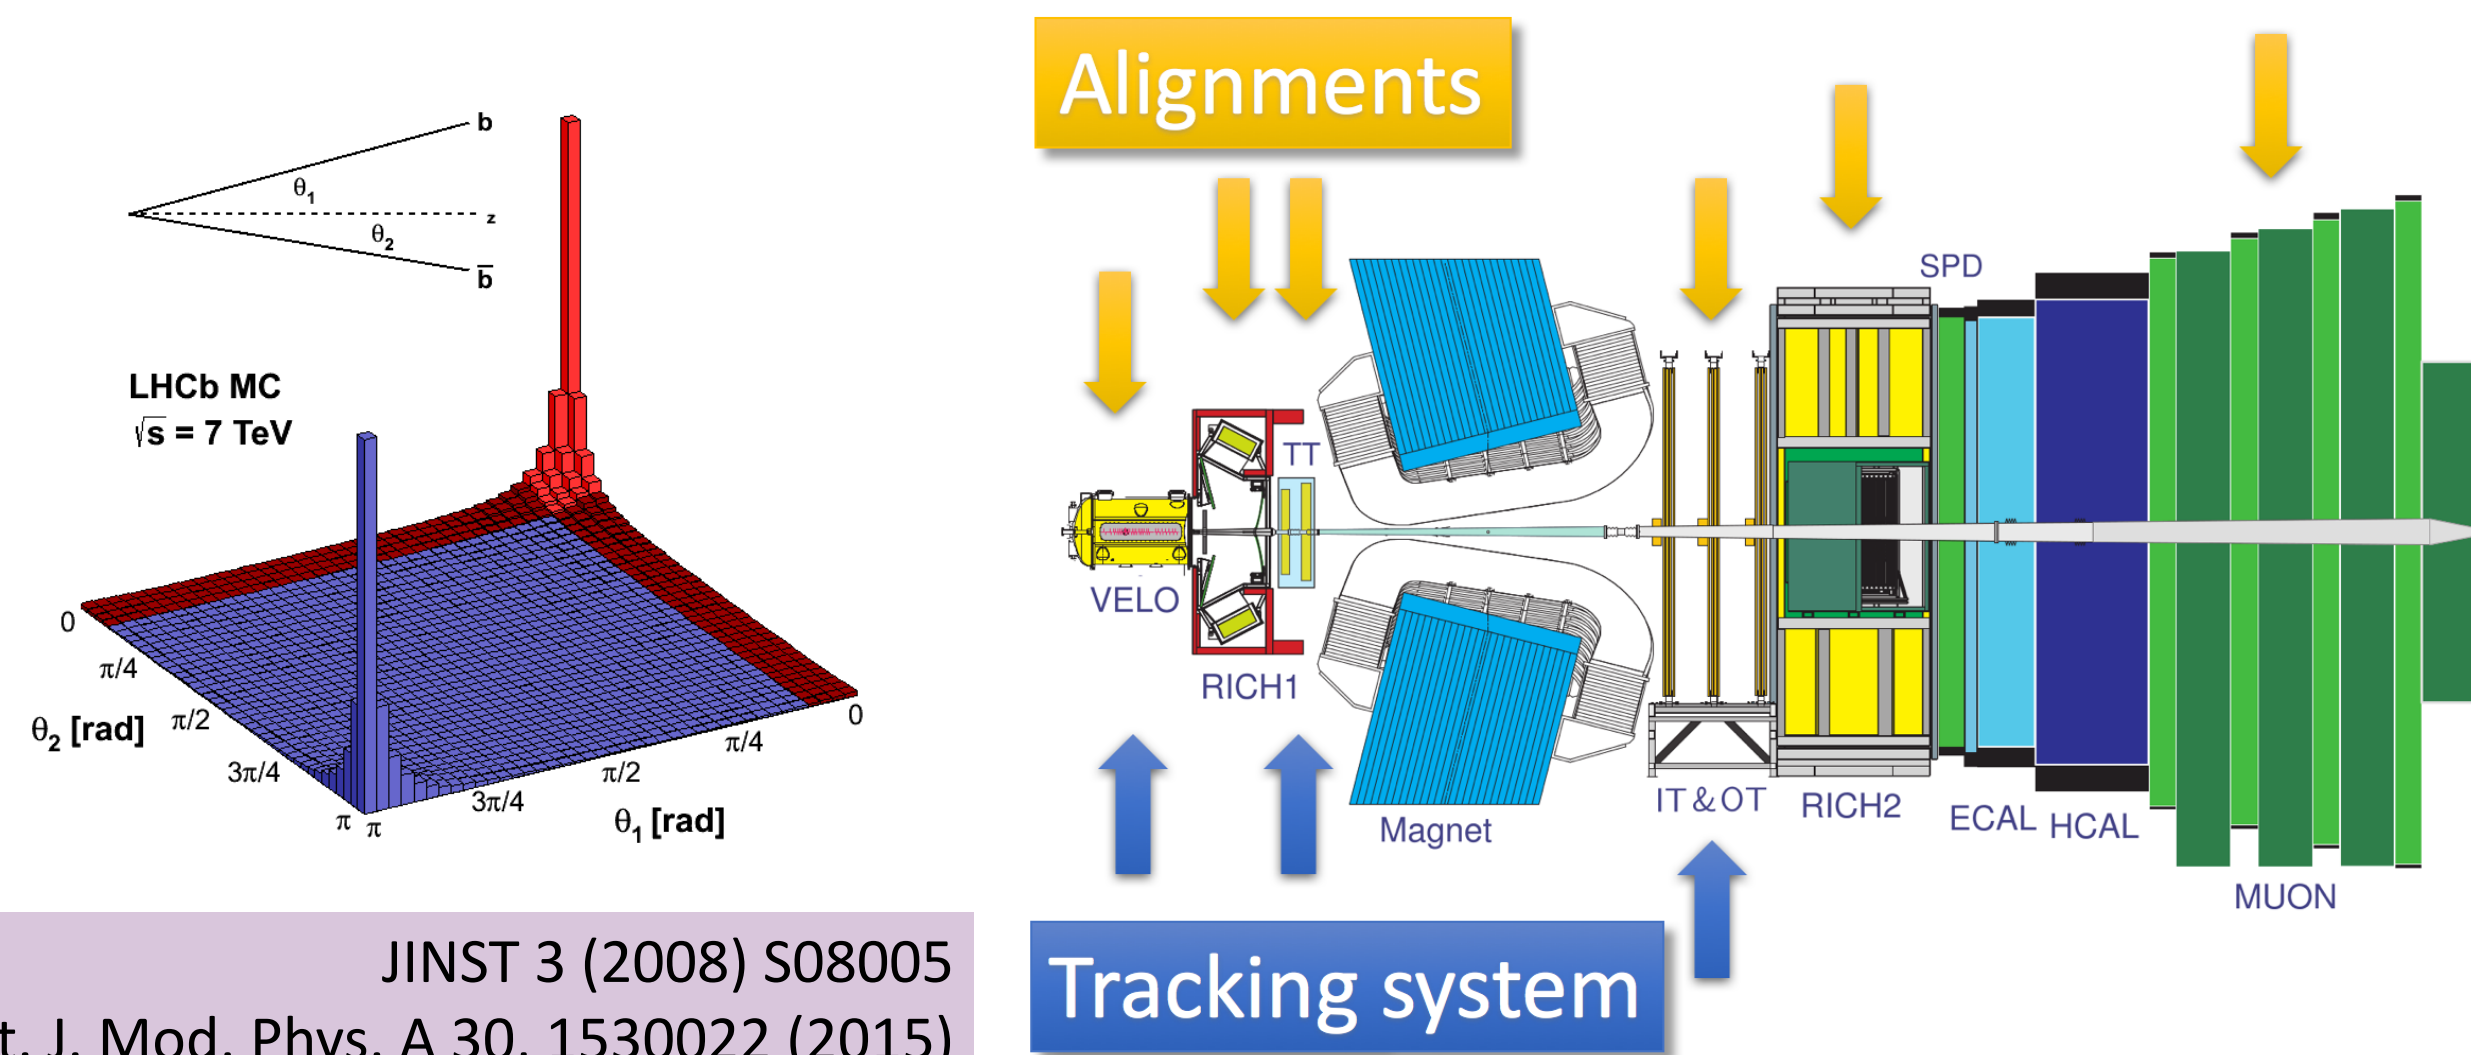 b
θ1
z
θ2
b̅
LHCb MC
√s = 7 TeV
0
π/4
π/2
3π/4
π
θ2 [rad]
π
3π/4
π/2
π/4
0
θ1 [rad]
JINST 3 (2008) S08005
t. J. Mod. Phys. A 30, 1530022 (2015)
Alignments
SPD
TT
VELO
RICH1
Magnet
IT&OT
RICH2
ECAL
HCAL
MUON
Tracking system